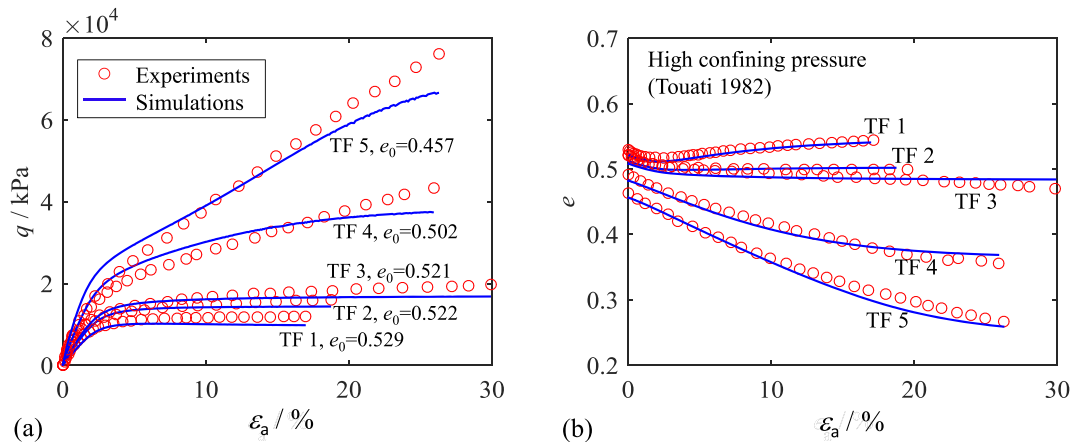 ×10⁴
8
6
4
2
0
q / kPa
Experiments
Simulations
TF 5, e₀=0.457
TF 4, e₀=0.502
TF 3, e₀=0.521
TF 2, e₀=0.522
TF 1, e₀=0.529
0 10 20 30
εₐ / %
(a)
0.7
0.6
0.5
0.4
0.3
0.2
e
High confining pressure
(Touati 1982)
TF 1
TF 2
TF 3
TF 4
TF 5
0 10 20 30
εₐ / %
(b)